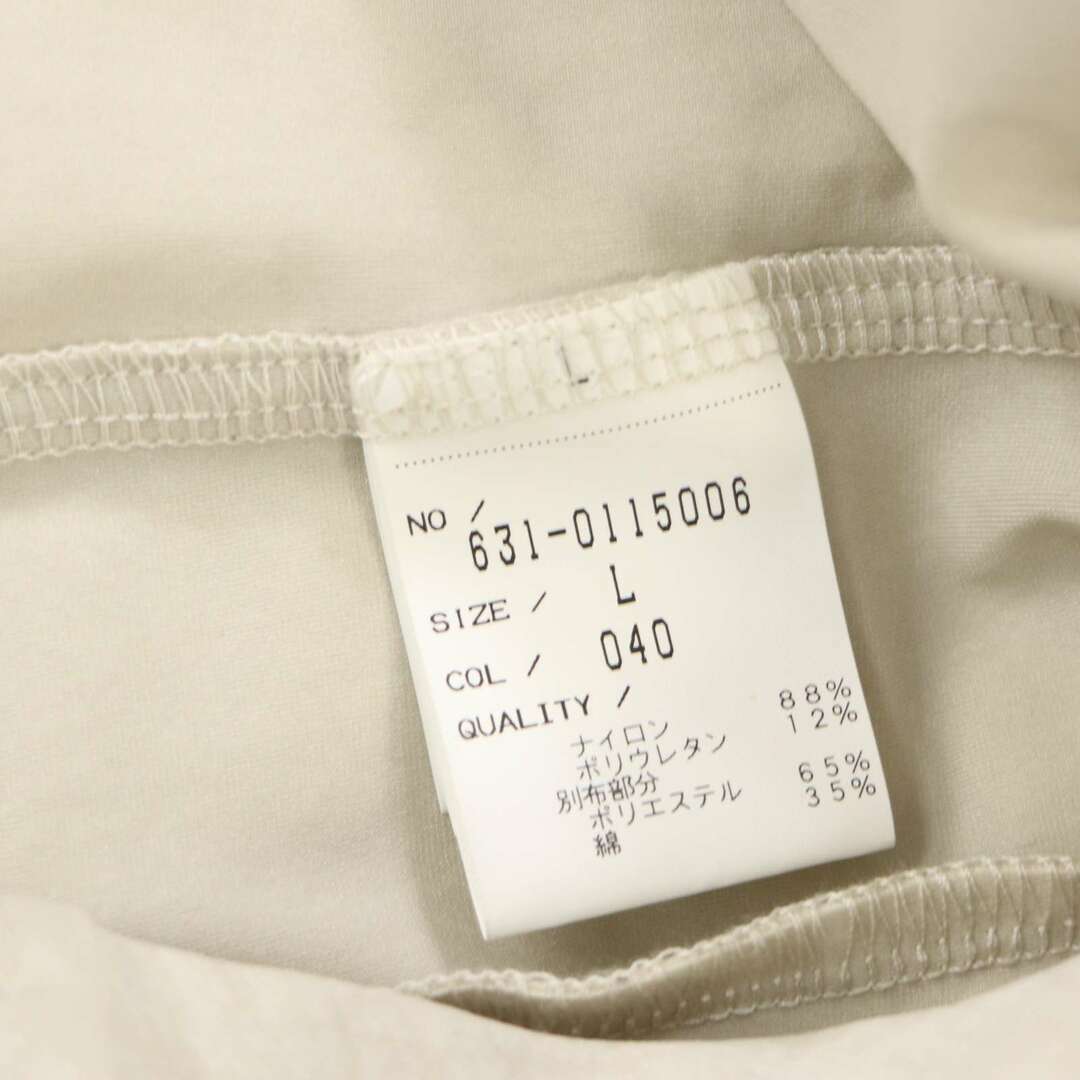 L
NO / 631-0115006
SIZE / L
COL / 040
QUALITY /
ナイロン 88%
ポリウレタン 12%
別布部分
ポリエステル 65%
綿 35%